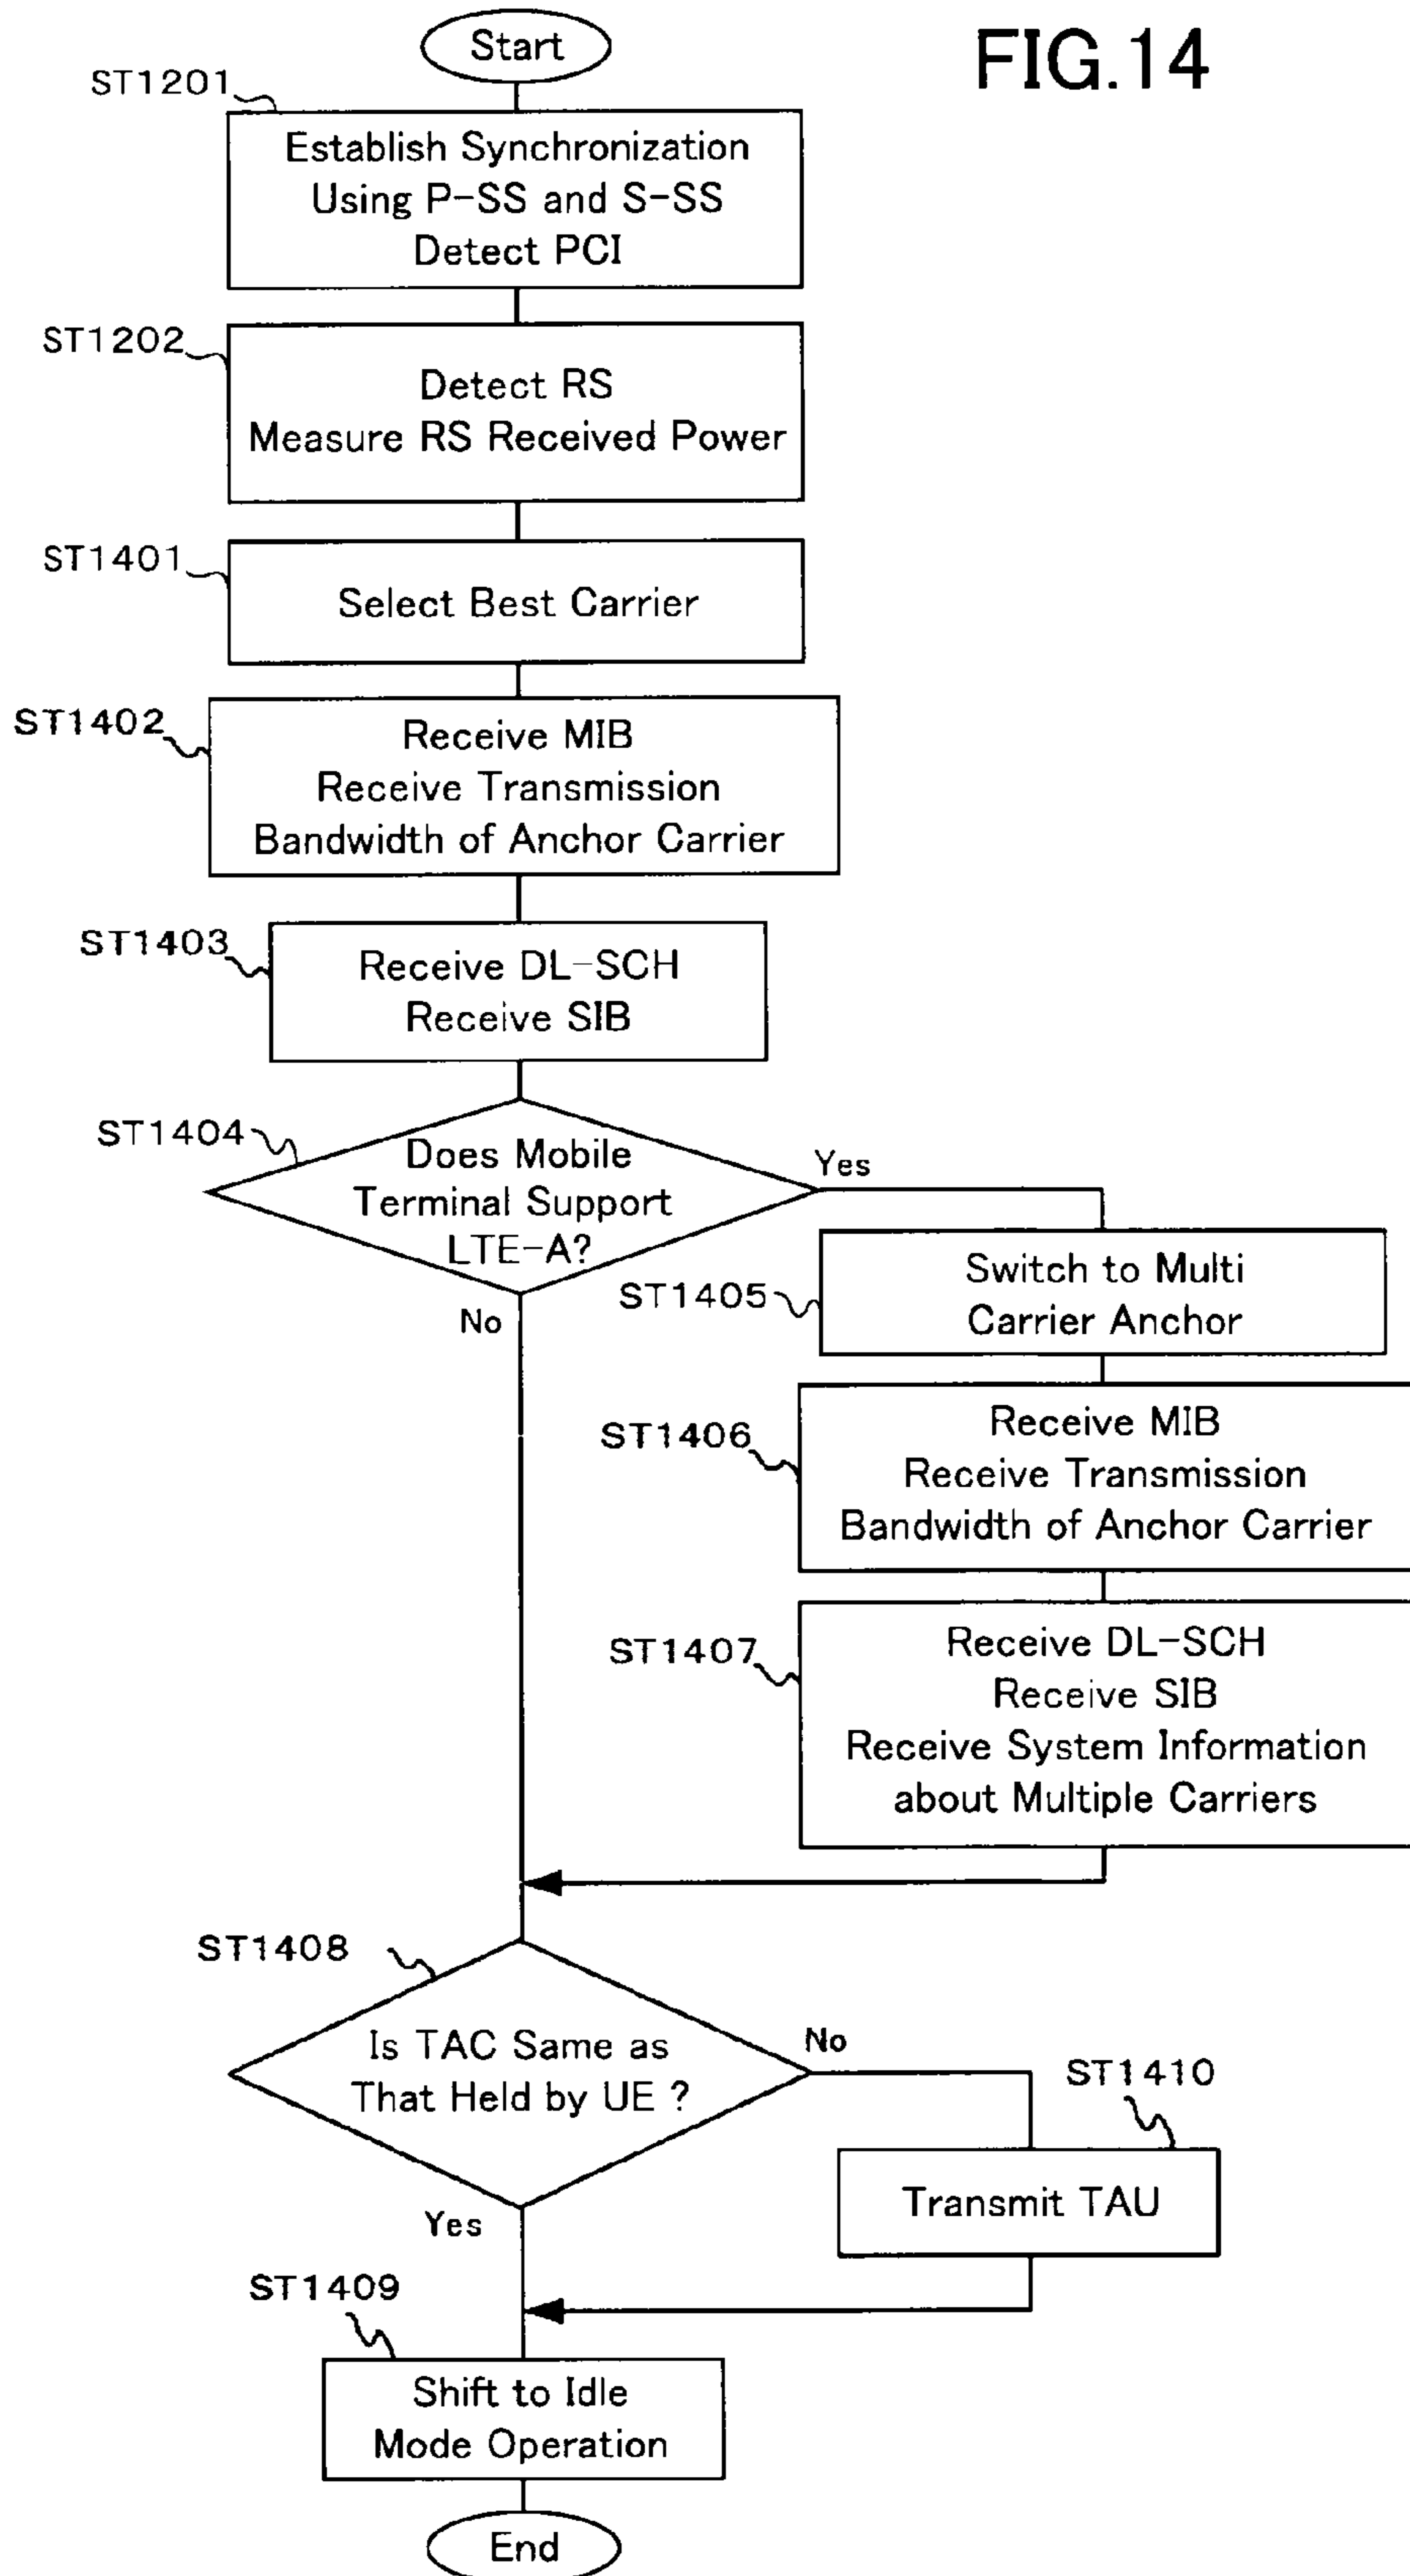 FIG.14
Start
ST1201
Establish Synchronization
Using P-SS and S-SS
Detect PCI
ST1202
Detect RS
Measure RS Received Power
ST1401
Select Best Carrier
ST1402
Receive MIB
Receive Transmission
Bandwidth of Anchor Carrier
ST1403
Receive DL-SCH
Receive SIB
ST1404
Does Mobile
Terminal Support
LTE-A?
Yes
No
ST1405
Switch to Multi
Carrier Anchor
ST1406
Receive MIB
Receive Transmission
Bandwidth of Anchor Carrier
ST1407
Receive DL-SCH
Receive SIB
Receive System Information
about Multiple Carriers
ST1408
Is TAC Same as
That Held by UE ?
No
Yes
ST1410
Transmit TAU
ST1409
Shift to Idle
Mode Operation
End